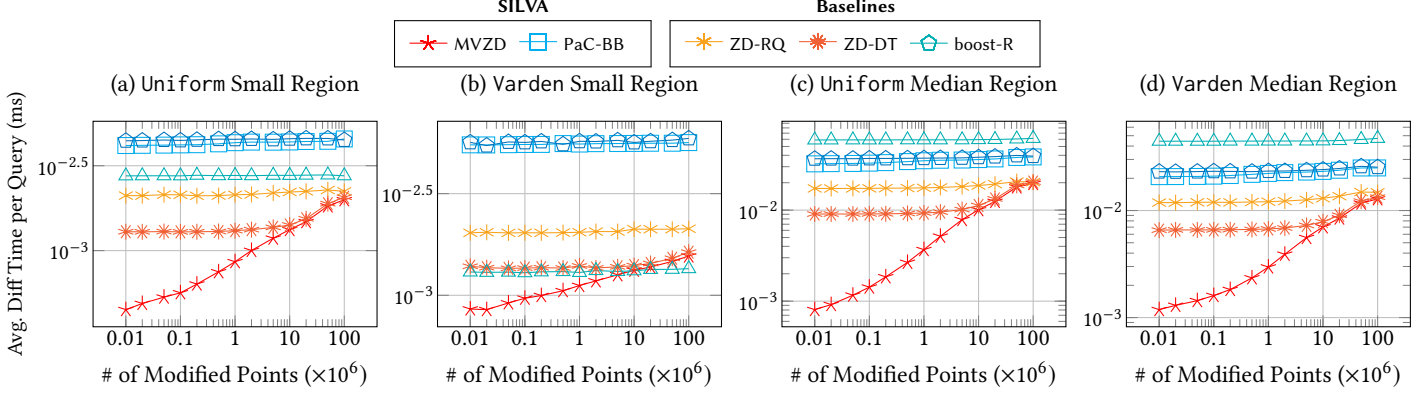 SILVA Baselines
MVZD PaC-BB ZD-RQ ZD-DT boost-R
(a) Uniform Small Region (b) Varden Small Region (c) Uniform Median Region (d) Varden Median Region
Avg. Diff Time per Query (ms)
10^−2.5
10^−3
0.01 0.1 1 10 100
# of Modified Points (×10^6)
10^−2.5
10^−3
0.01 0.1 1 10 100
# of Modified Points (×10^6)
10^−2
10^−3
0.01 0.1 1 10 100
# of Modified Points (×10^6)
10^−2
10^−3
0.01 0.1 1 10 100
# of Modified Points (×10^6)